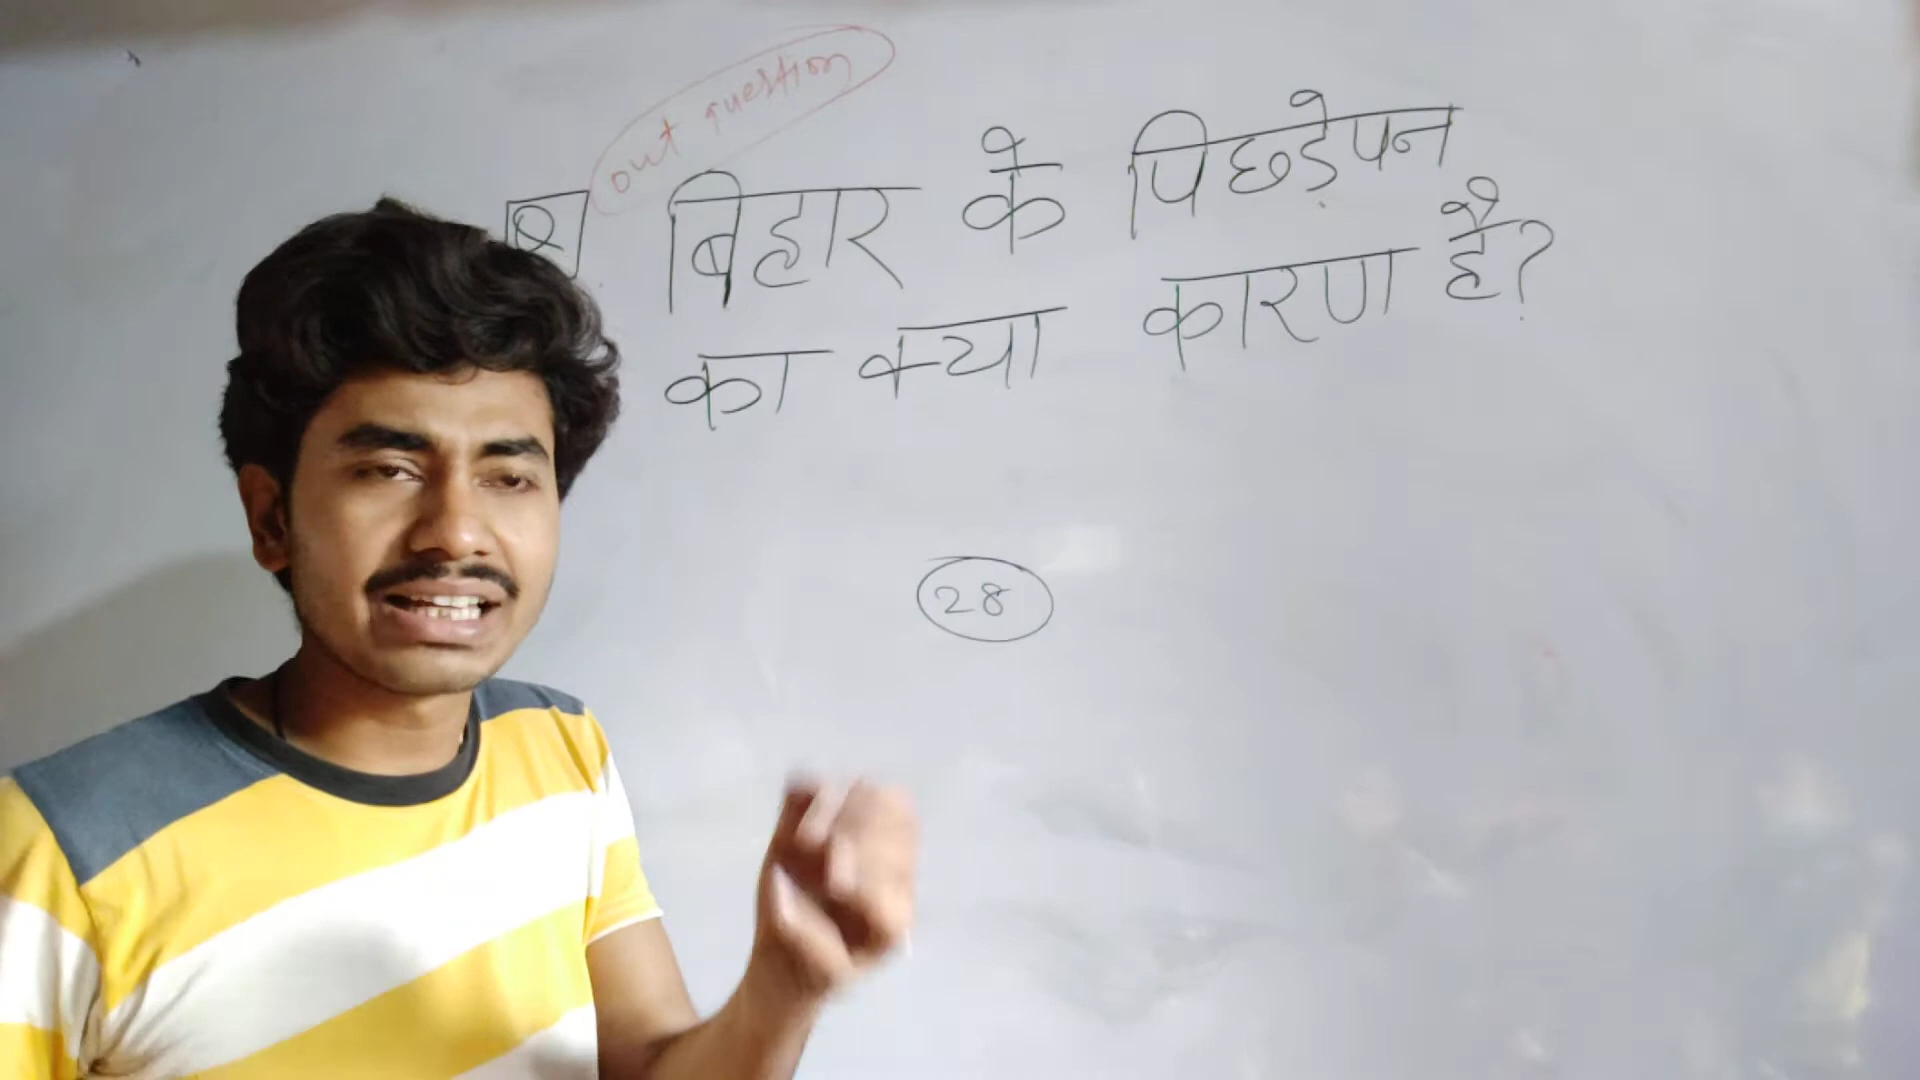 out question
बिहार के पिछड़ेपन
का क्या कारण है?
28